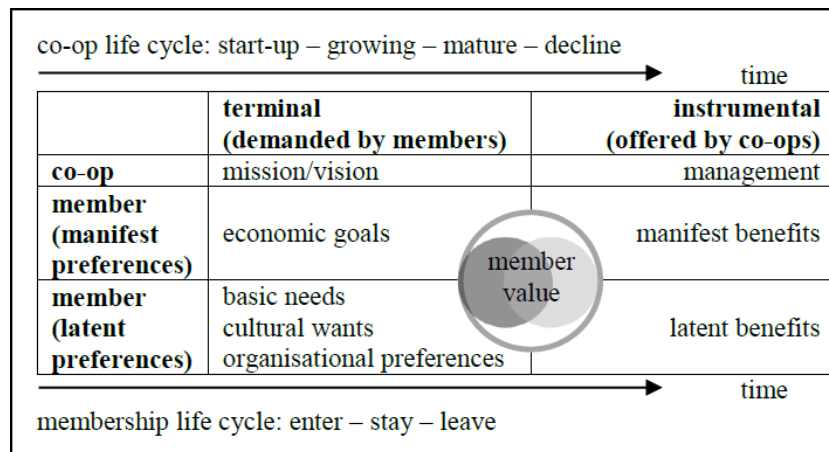 co-op life cycle: start-up – growing – mature – decline
time
terminal
(demanded by members)
instrumental
(offered by co-ops)
co-op
mission/vision
management
member
(manifest
preferences)
economic goals
member
value
manifest benefits
member
(latent
preferences)
basic needs
cultural wants
organisational preferences
latent benefits
time
membership life cycle: enter – stay – leave